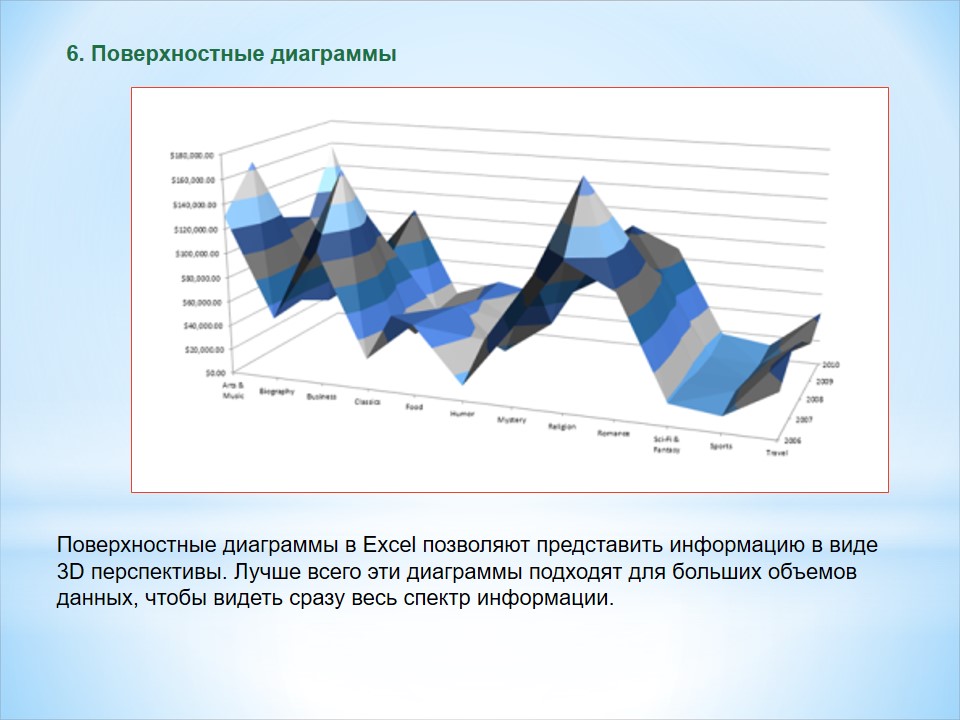 6. Поверхностные диаграммы
$180,000.00
$160,000.00
$140,000.00
$120,000.00
$100,000.00
$80,000.00
$60,000.00
$40,000.00
$20,000.00
$0.00
Arts &
Music
Biography
Business
Classics
Food
Humor
Mystery
Religion
Romance
Sci-Fi &
Fantasy
Sports
Travel
2010
2009
2008
2007
2006
Поверхностные диаграммы в Excel позволяют представить информацию в виде
3D перспективы. Лучше всего эти диаграммы подходят для больших объемов
данных, чтобы видеть сразу весь спектр информации.